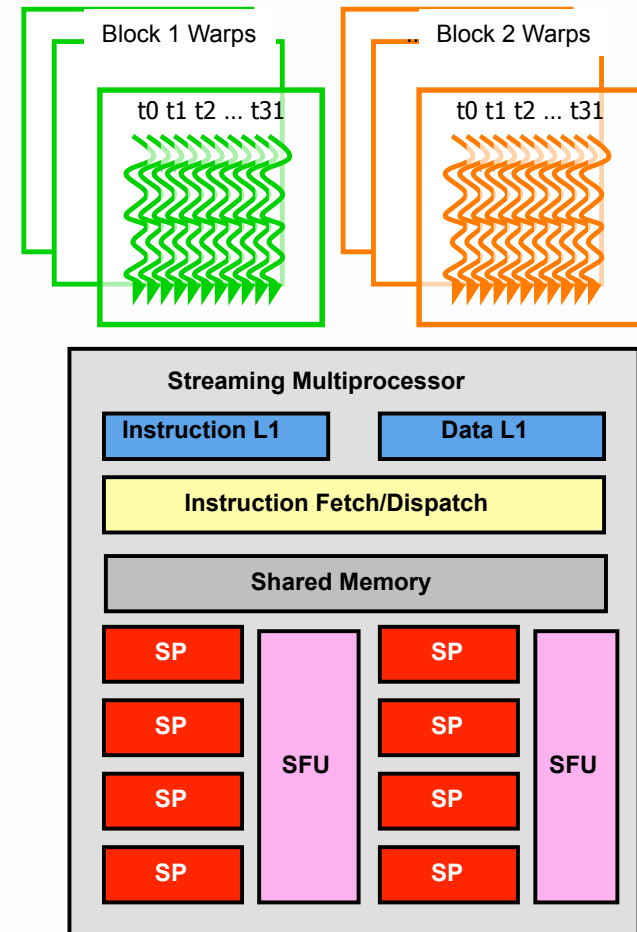 Block 1 Warps
.. Block 2 Warps
t0 t1 t2 ... t31
t0 t1 t2 ... t31
Streaming Multiprocessor
Instruction L1
Data L1
Instruction Fetch/Dispatch
Shared Memory
SP
SP
SP
SP
SFU
SFU
SP
SP
SP
SP